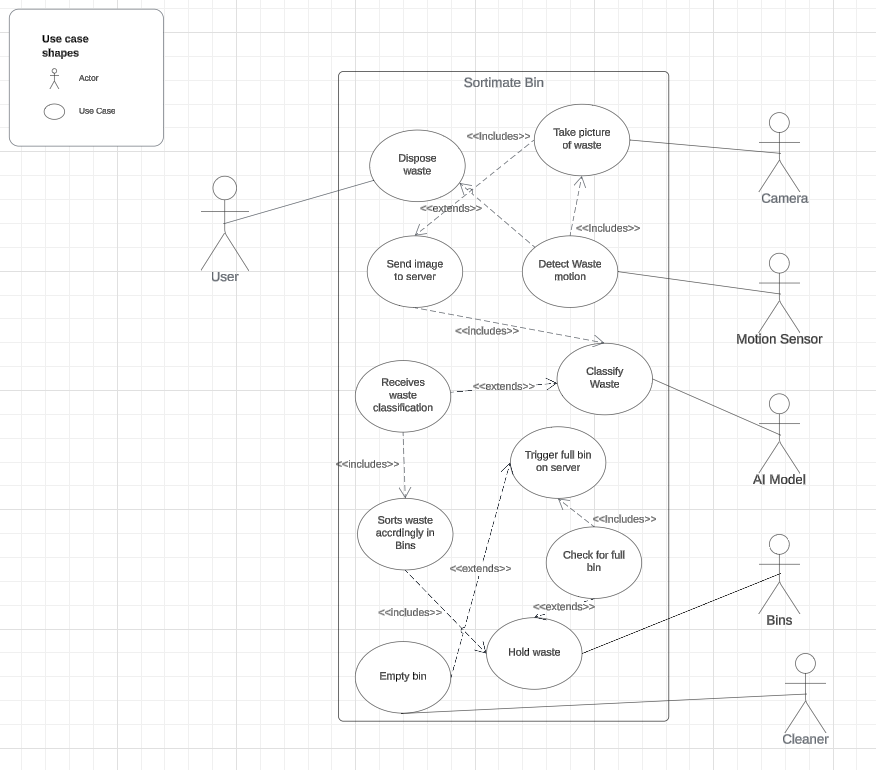 Use case
shapes
Actor
Use Case
Sortimate Bin
<<Includes>>
Take picture
of waste
Dispose
waste
Camera
<<extends>>
<<Includes>>
User
Send image
to server
Detect Waste
motion
<<includes>>
Motion Sensor
Classify
Waste
Receives
waste
classification
<<extends>>
Trigger full bin
on server
<<includes>>
AI Model
Sorts waste
accrdingly in
Bins
<<Includes>>
Check for full
bin
<<extends>>
<<extends>>
<<includes>>
Bins
Hold waste
Empty bin
Cleaner